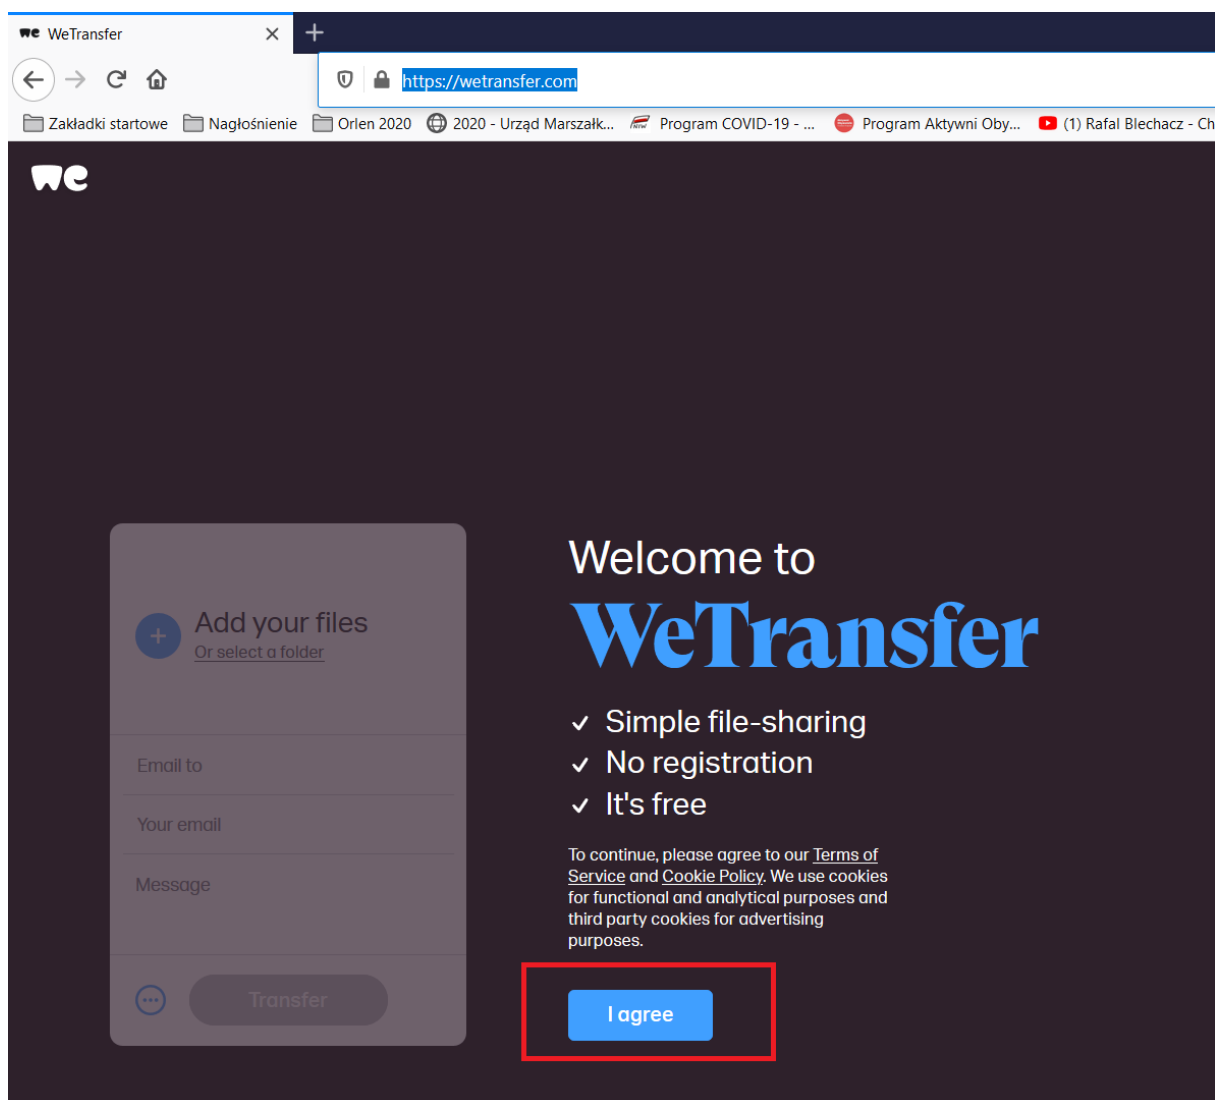 we WeTransfer
https://wetransfer.com
Zakładki startowe Nagłośnienie Orlen 2020 2020 - Urząd Marszałk... Program COVID-19 - ... Program Aktywni Oby... (1) Rafal Blechacz - Ch
we
Welcome to
WeTransfer
Add your files
Or select a folder
Simple file-sharing
No registration
It's free
Email to
Your email
Message
To continue, please agree to our Terms of
Service and Cookie Policy. We use cookies
for functional and analytical purposes and
third party cookies for advertising
purposes.
Transfer
I agree